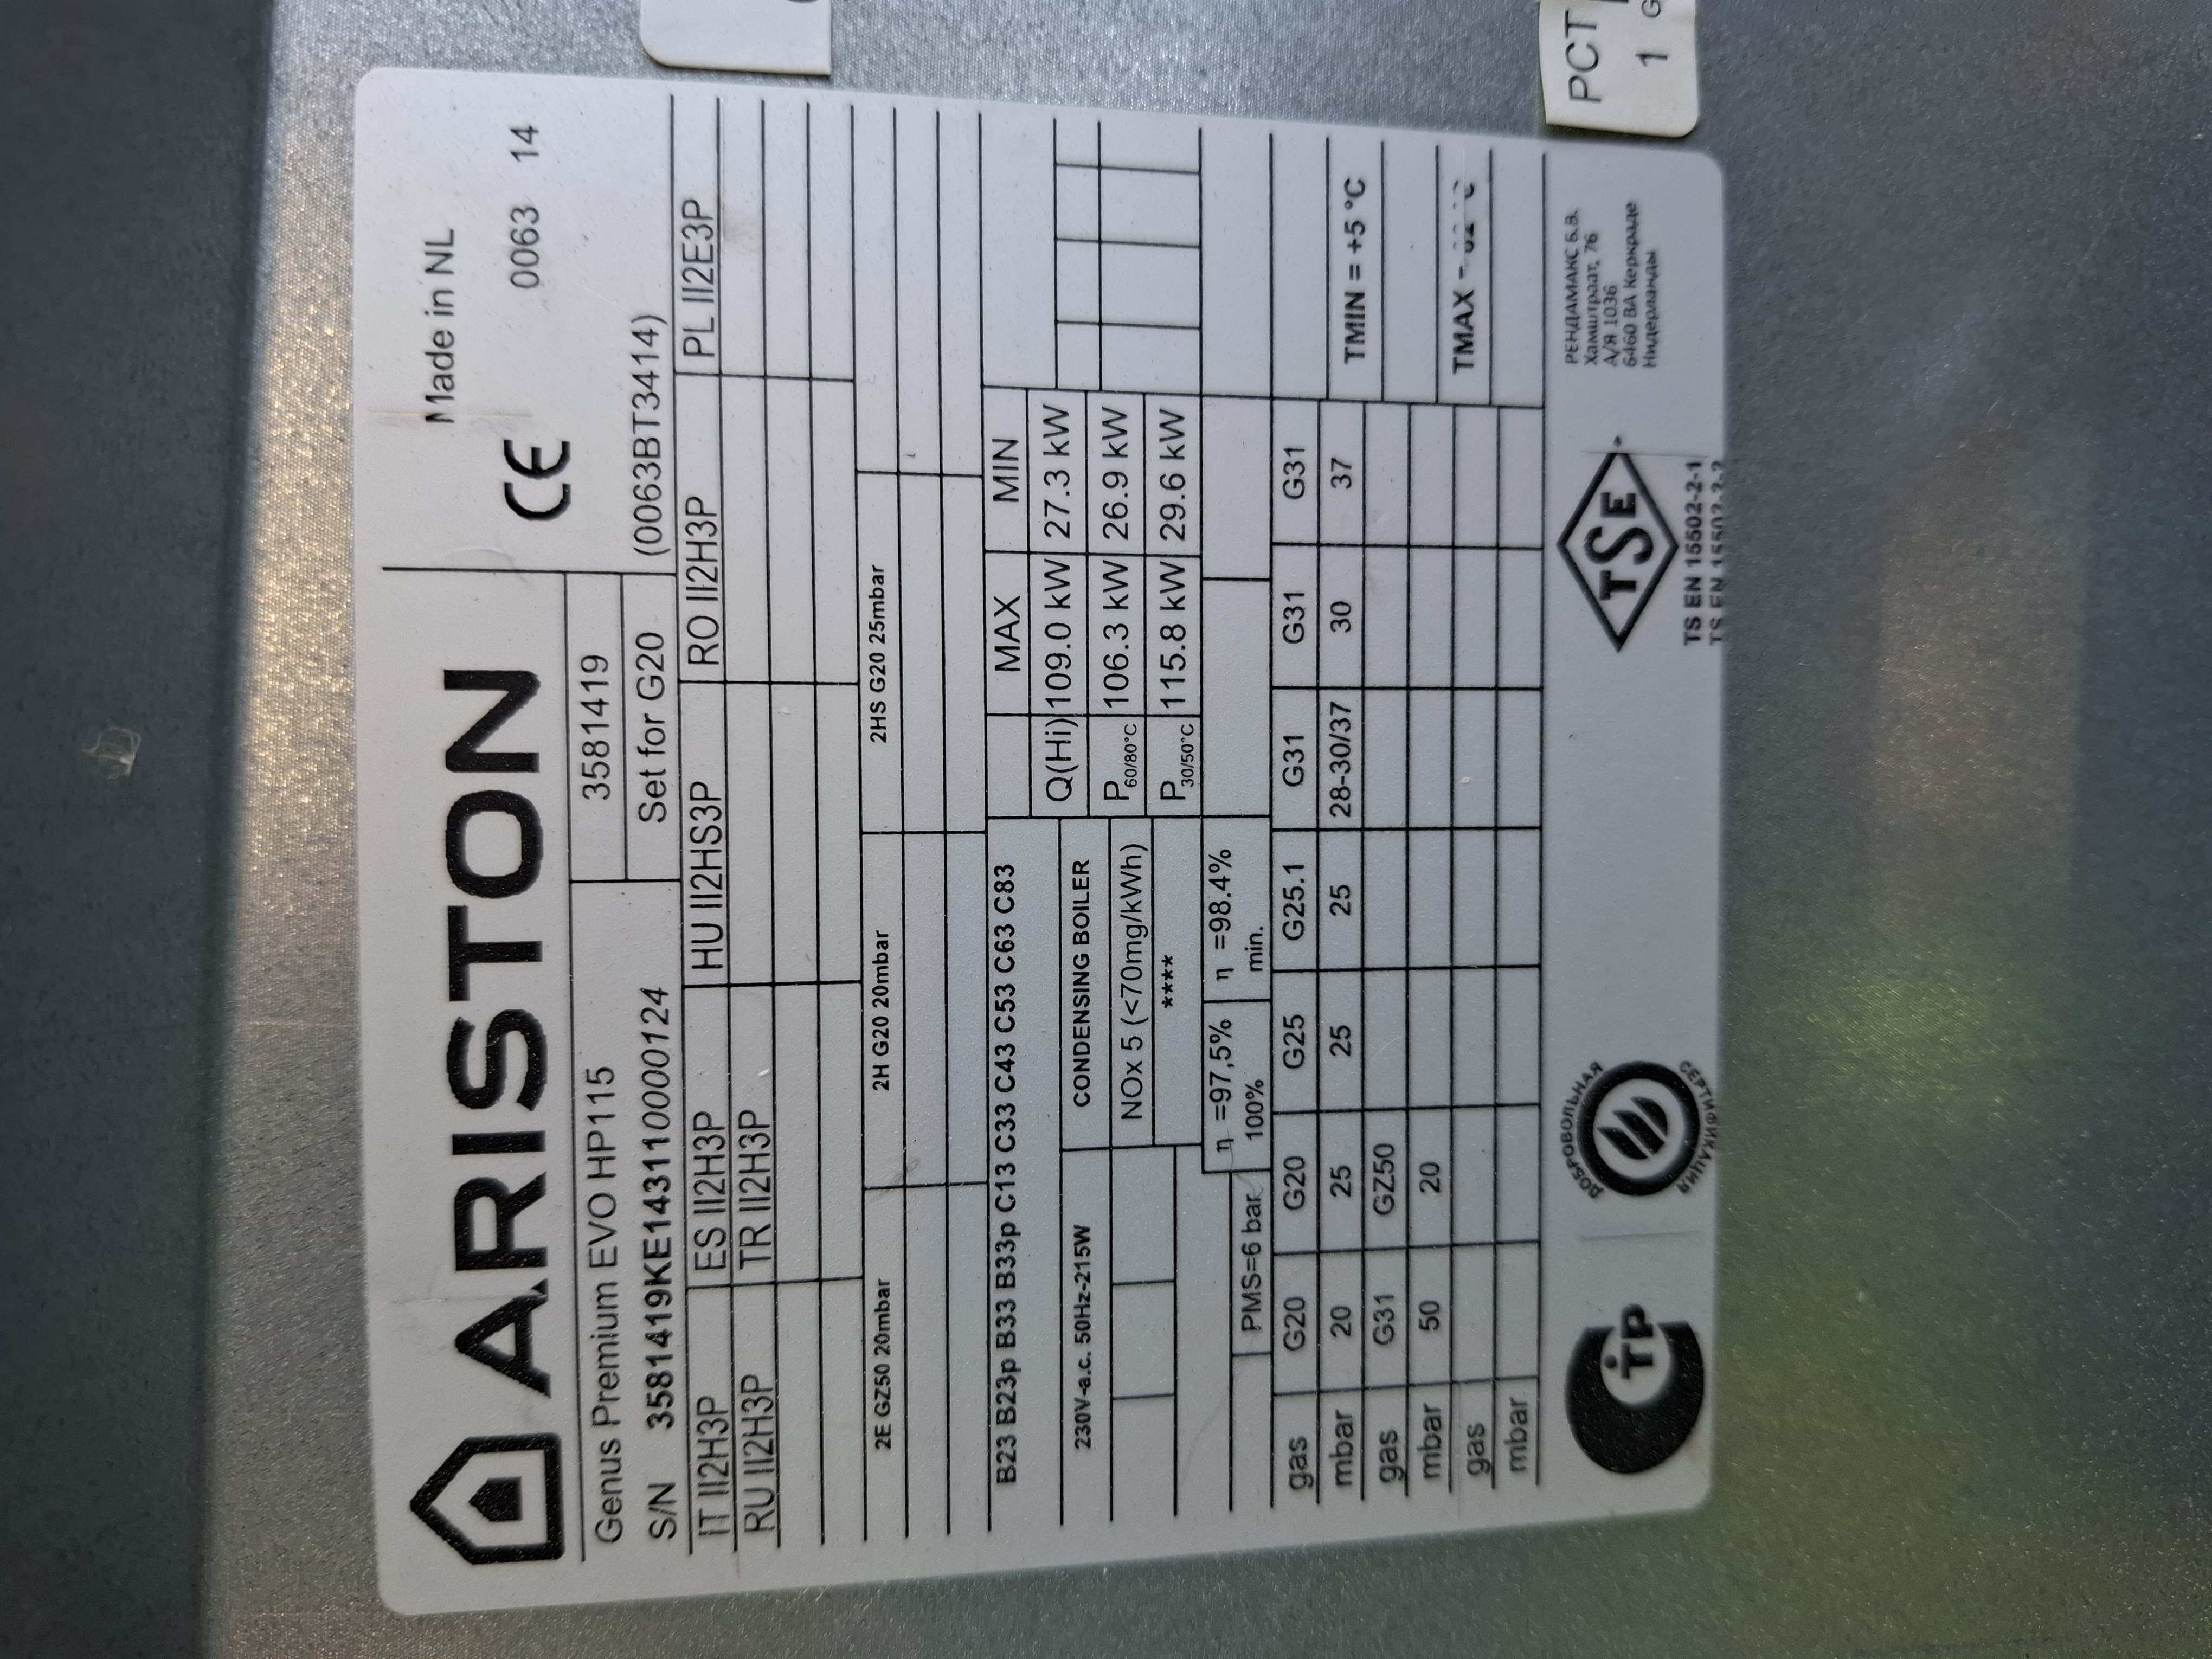 ARISTON
Made in NL
CE 0063 14
Genus Premium EVO HP115
3581419
S/N 3581419KE1431100000124
Set for G20
(0063BT3414)
IT II2H3P ES II2H3P HU II2HS3P RO II2H3P PL II2E3P
RU II2H3P TR II2H3P
2E GZ50 20mbar 2H G20 20mbar 2HS G20 25mbar
B23 B23p B33 B33p C13 C33 C43 C53 C63 C83
MAX MIN
Q(Hi) 109.0 kW 27.3 kW
230V-a.c. 50Hz-215W
CONDENSING BOILER
P60/80°C 106.3 kW 26.9 kW
NOx 5 (<70mg/kWh)
P30/50°C 115.8 kW 29.6 kW
****
PMS=6 bar
η =97,5%
100%
η =98.4%
min.
gas G20 G20 G25 G25.1 G31 G31 G31
mbar 20 25 25 25 28-30/37 30 37
TMIN = +5 °C
gas G31 GZ50
mbar 50 20
TMAX
gas
mbar
ДОБРОВОЛЬНАЯ
СЕРТИФИКАЦИЯ
TSE
TS EN 15502-2-1
РЕНДАМАКС Б.В.
Хамштраат, 76
А/Я 1036
6460 ВА Керкраде
Нидерланды
РСТ
1